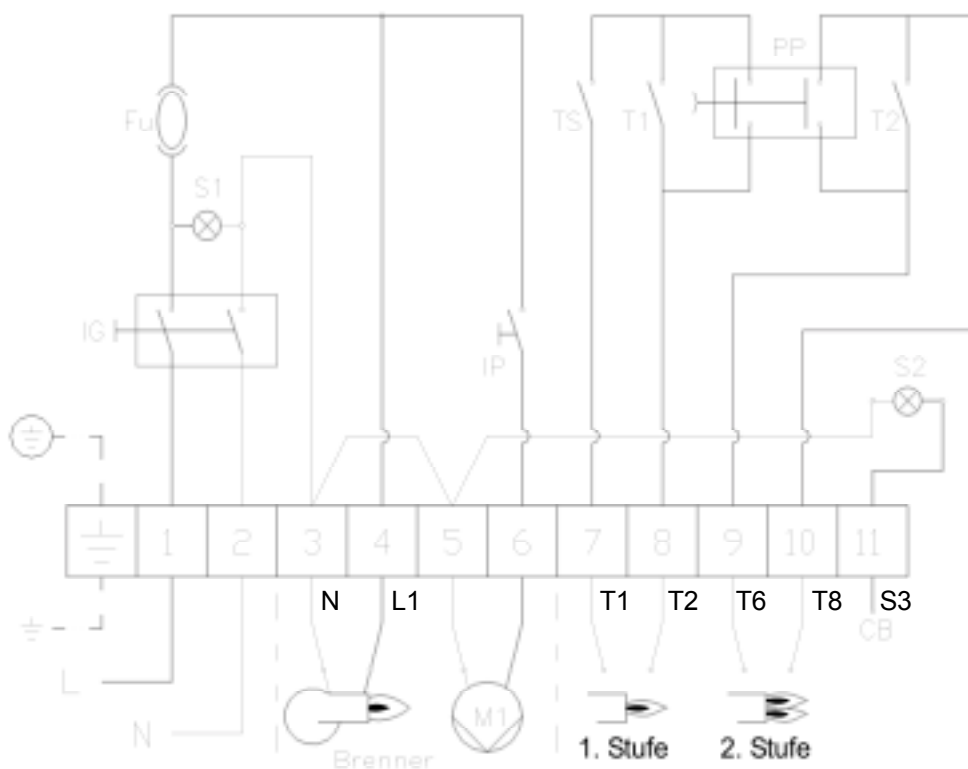 PP
Fu
TS
T1
T2
S1
IG
IP
S2
1 2 3 4 5 6 7 8 9 10 11
N L1 T1 T2 T6 T8 S3
CB
L
M1
N
Brenner
1. Stufe 2. Stufe